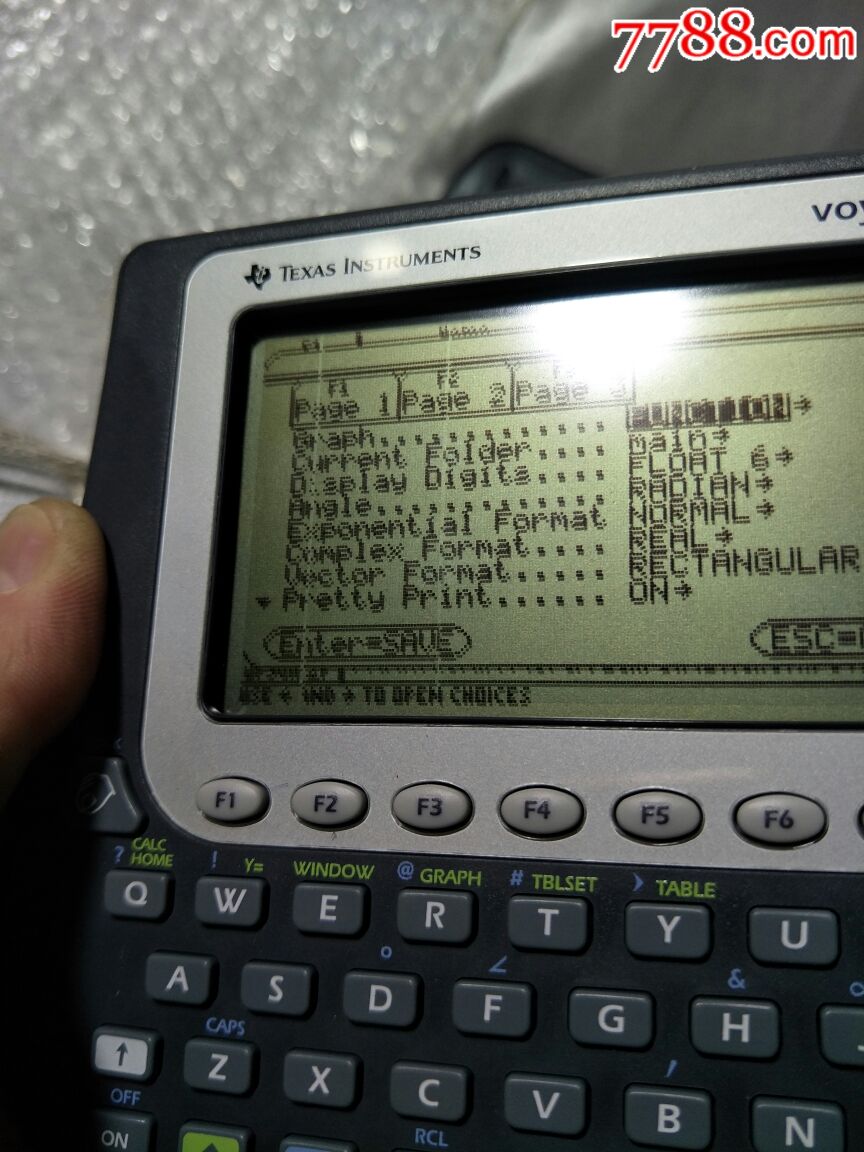 7788.com
TEXAS INSTRUMENTS
VOY
F1 F2
Page 1 Page 2 Page 3
Graph............
Current Folder.... main→
Display Digits.... FLOAT 6→
Angle............ RADIAN→
Exponential Format NORMAL→
Complex Format.... REAL→
Vector Format..... RECTANGULAR
Pretty Print...... ON→
Enter=SAVE ESC=
USE ← AND → TO OPEN CHOICES
F1 F2 F3 F4 F5 F6
? CALC HOME ! Y= WINDOW @ GRAPH # TBLSET > TABLE
Q W E R T Y U
° ∠ &
A S D F G H
CAPS '
↑ Z X C V B N
OFF
ON RCL